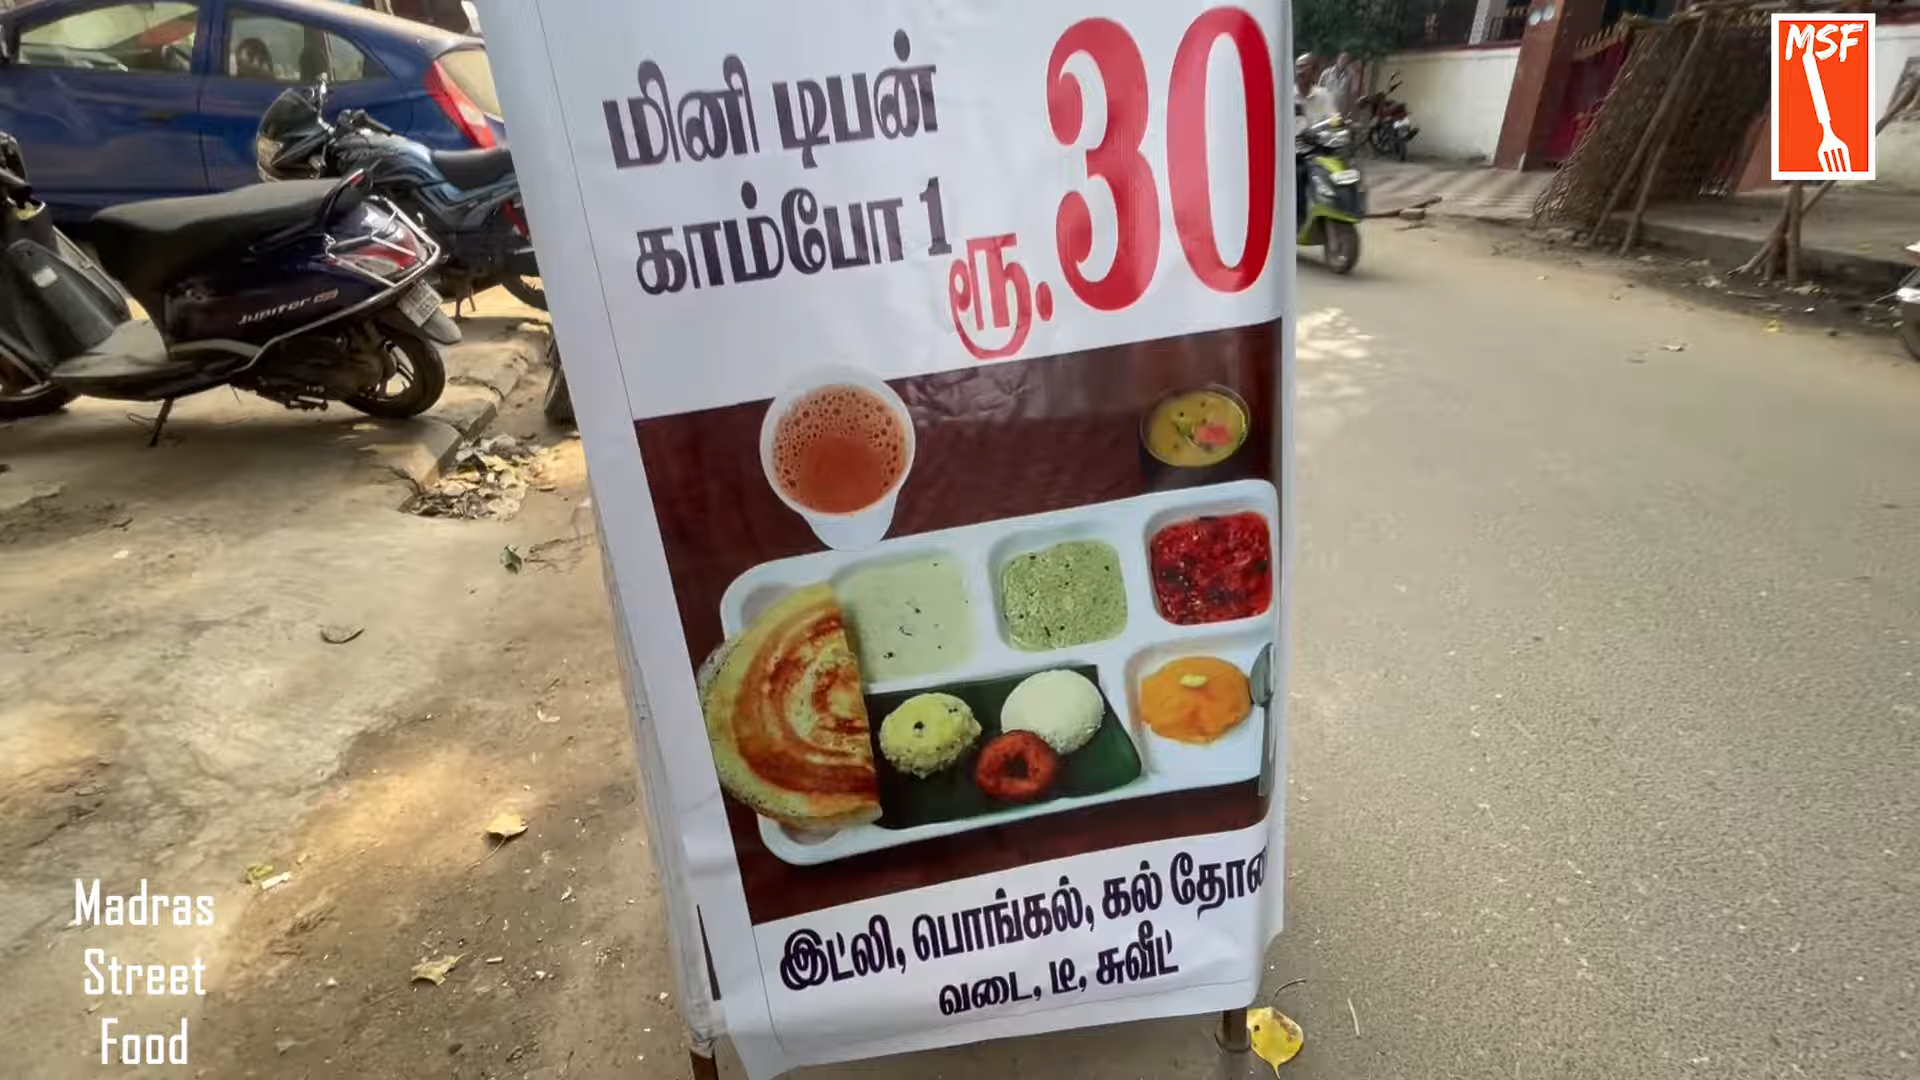 மினி டிபன்
காம்போ 1
ரூ.30
இட்லி, பொங்கல், கல்
வடை, டீ, சுவீட்
JUPITER
MSF
Madras
Street
Food